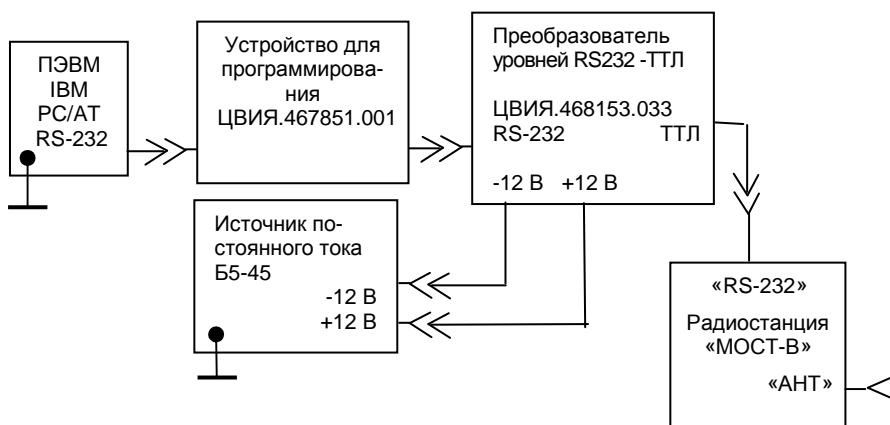 ПЭВМ
IBM
PC/AT
RS-232
Устройство для
программирова-
ния
ЦВИЯ.467851.001
Преобразователь
уровней RS232 -ТТЛ
ЦВИЯ.468153.033
RS-232 ТТЛ
-12 В +12 В
Источник по-
стоянного тока
Б5-45
-12 В
+12 В
«RS-232»
Радиостанция
«МОСТ-В»
«АНТ»